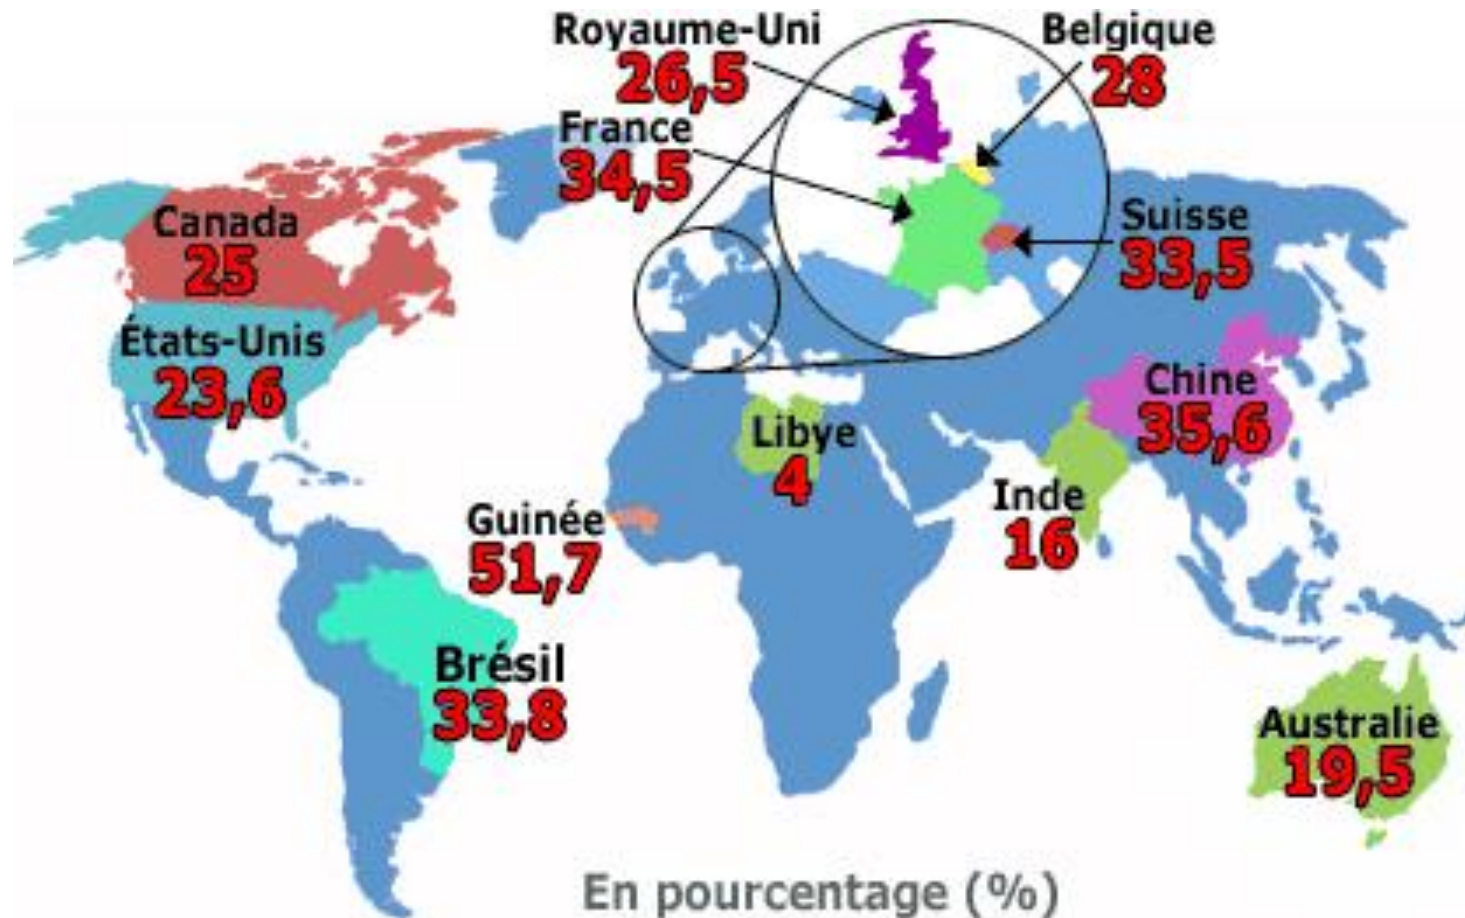 Royaume-Uni
26,5
Belgique
28
France
34,5
Canada
25
Suisse
33,5
États-Unis
23,6
Chine
35,6
Libye
4
Inde
16
Guinée
51,7
Brésil
33,8
Australie
19,5
En pourcentage (%)